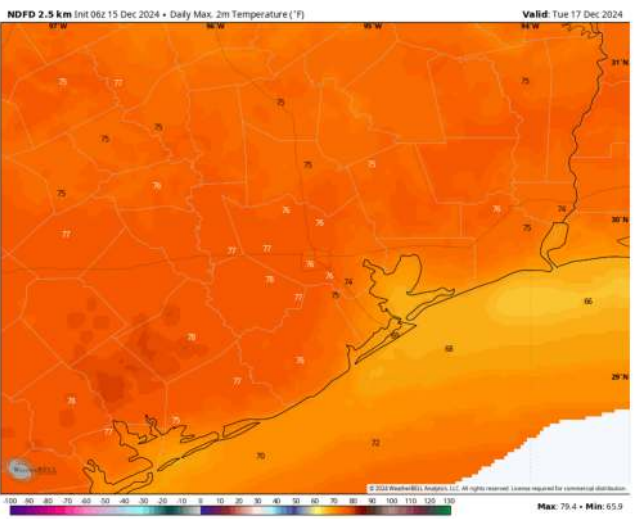 NDFD 2.5 km Init 06z 15 Dec 2024 • Daily Max, 2m Temperature (°F) Valid: Tue 17 Dec 2024
97°W 96°W 95°W 94°W
31°N
75 77 75
75
75 75
75 75
75 76
76 76 74
30°N
77 76 75
77 77
76
78 76 74
77 75
66
78 68
76
29°N
77
78
77 75
72
70
WeatherBELL
© 2024 WeatherBELL Analytics, LLC. All rights reserved. License required for commercial distribution.
-100 -90 -80 -70 -60 -50 -40 -30 -20 -10 0 10 20 30 40 50 60 70 80 90 100 110 120 130
Max: 79.4 • Min: 65.9